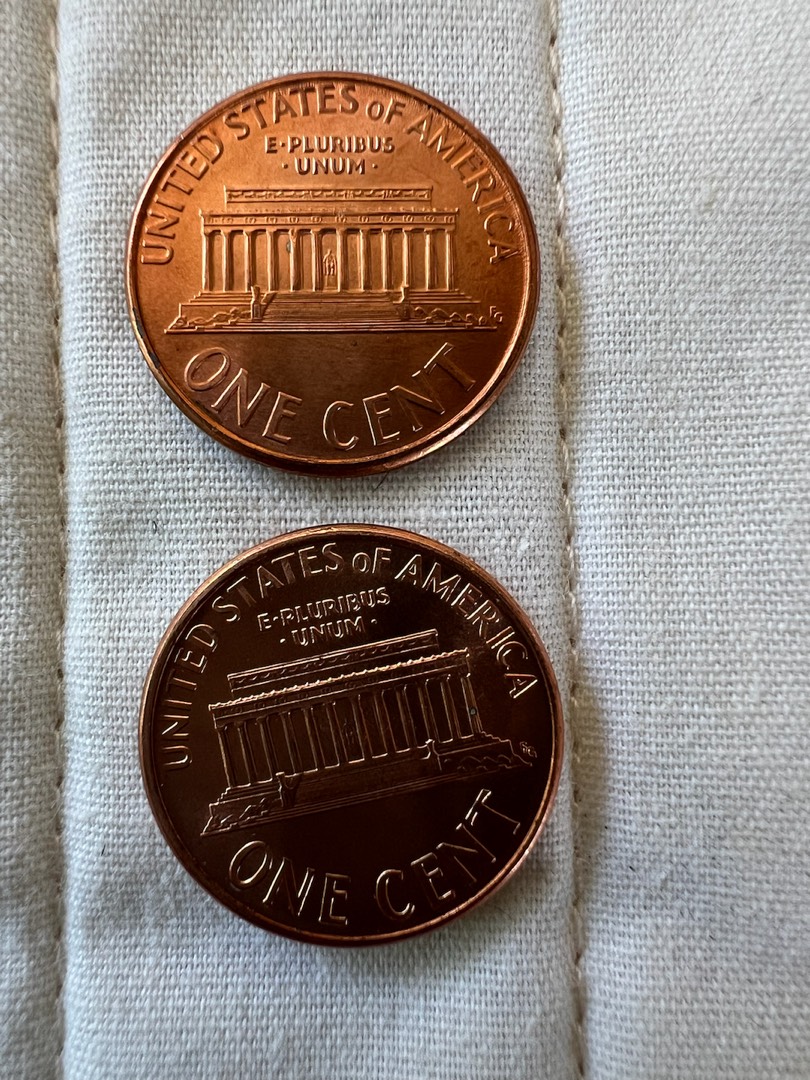 UNITED STATES OF AMERICA
E·PLURIBUS
·UNUM·
ONE CENT
UNITED STATES OF AMERICA
E·PLURIBUS
·UNUM·
ONE CENT